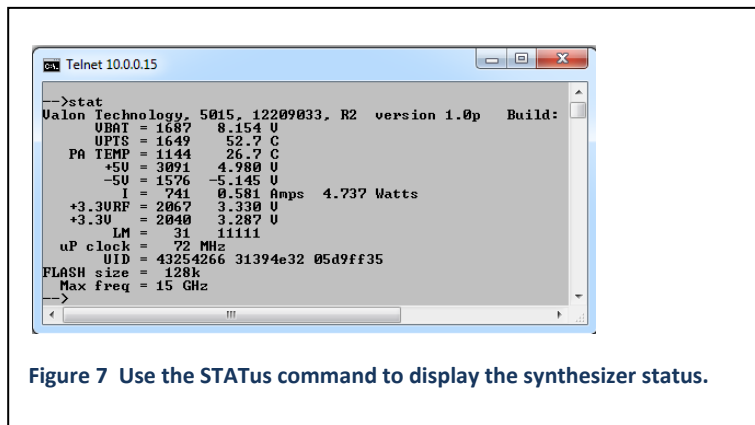 Telnet 10.0.0.15
-->stat
Valon Technology, 5015, 12209033, R2  version 1.0p   Build:
VBAT = 1687   8.154 V
UPTS = 1649   52.7 C
PA TEMP = 1144   26.7 C
+5V = 3091   4.980 V
-5V = 1576  -5.145 V
I =  741   0.581 Amps  4.737 Watts
+3.3VRF = 2067   3.330 V
+3.3V   = 2040   3.287 V
LM =   31   11111
uP clock =   72 MHz
UID = 43254266 31394e32 05d9ff35
FLASH size =  128k
Max freq = 15 GHz
-->
Figure 7  Use the STATus command to display the synthesizer status.